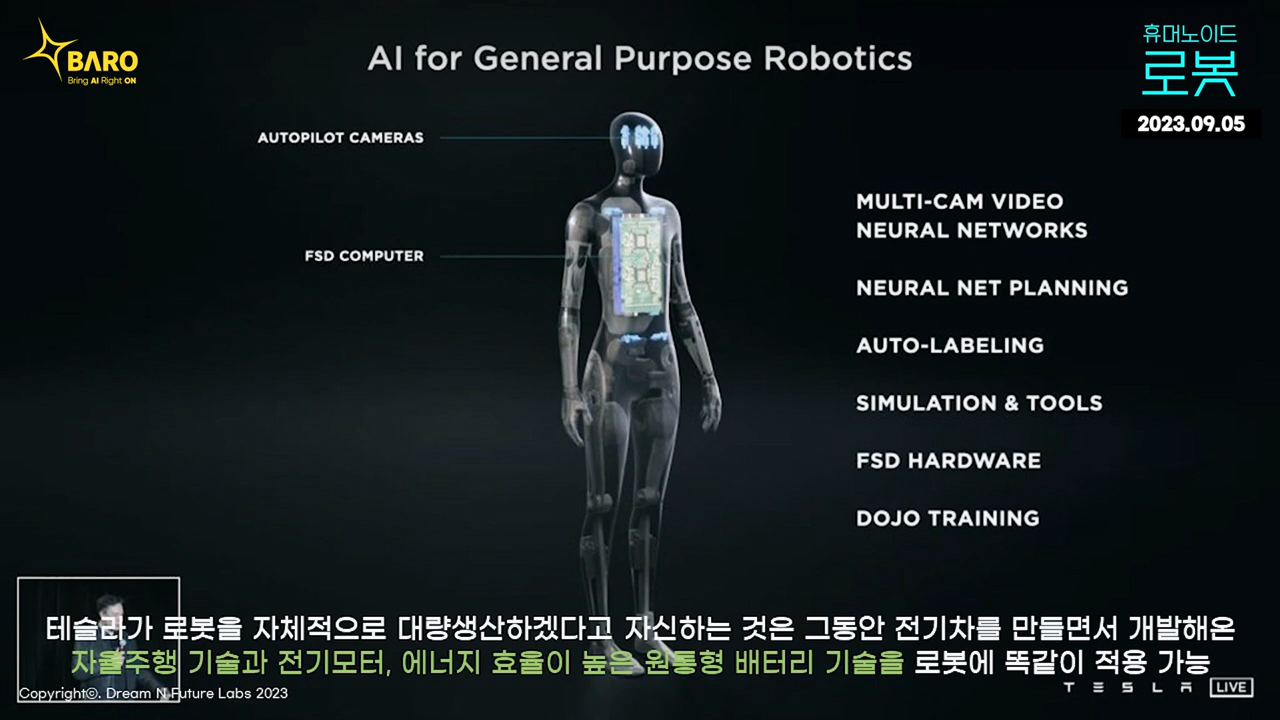 BARO
Bring AI Right ON
AI for General Purpose Robotics
휴머노이드
로봇
2023.09.05
AUTOPILOT CAMERAS
FSD COMPUTER
MULTI-CAM VIDEO
NEURAL NETWORKS
NEURAL NET PLANNING
AUTO-LABELING
SIMULATION & TOOLS
FSD HARDWARE
DOJO TRAINING
테슬라가 로봇을 자체적으로 대량생산하겠다고 자신하는 것은 그동안 전기차를 만들면서 개발해온
자율주행 기술과 전기모터, 에너지 효율이 높은 원통형 배터리 기술을 로봇에 똑같이 적용 가능
Copyright©. Dream N Future Labs 2023
TESLA LIVE